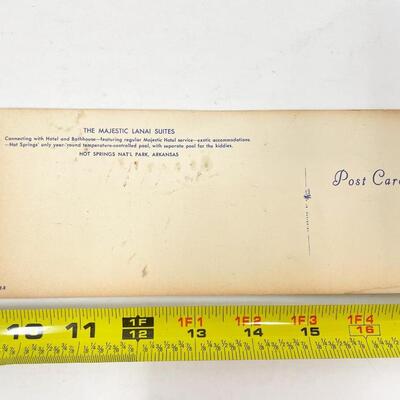 THE MAJESTIC LANAI SUITES
Connecting with Hotel and Bathhouse—featuring regular Majestic Hotel service—exotic accommodations
—Hot Springs' only year-'round temperature-controlled pool, with separate pool for the kiddies.
HOT SPRINGS NAT'L PARK, ARKANSAS
Post Car
10 11 1F 1F1 1F2 1F3 1F4
12 13 14 15 16